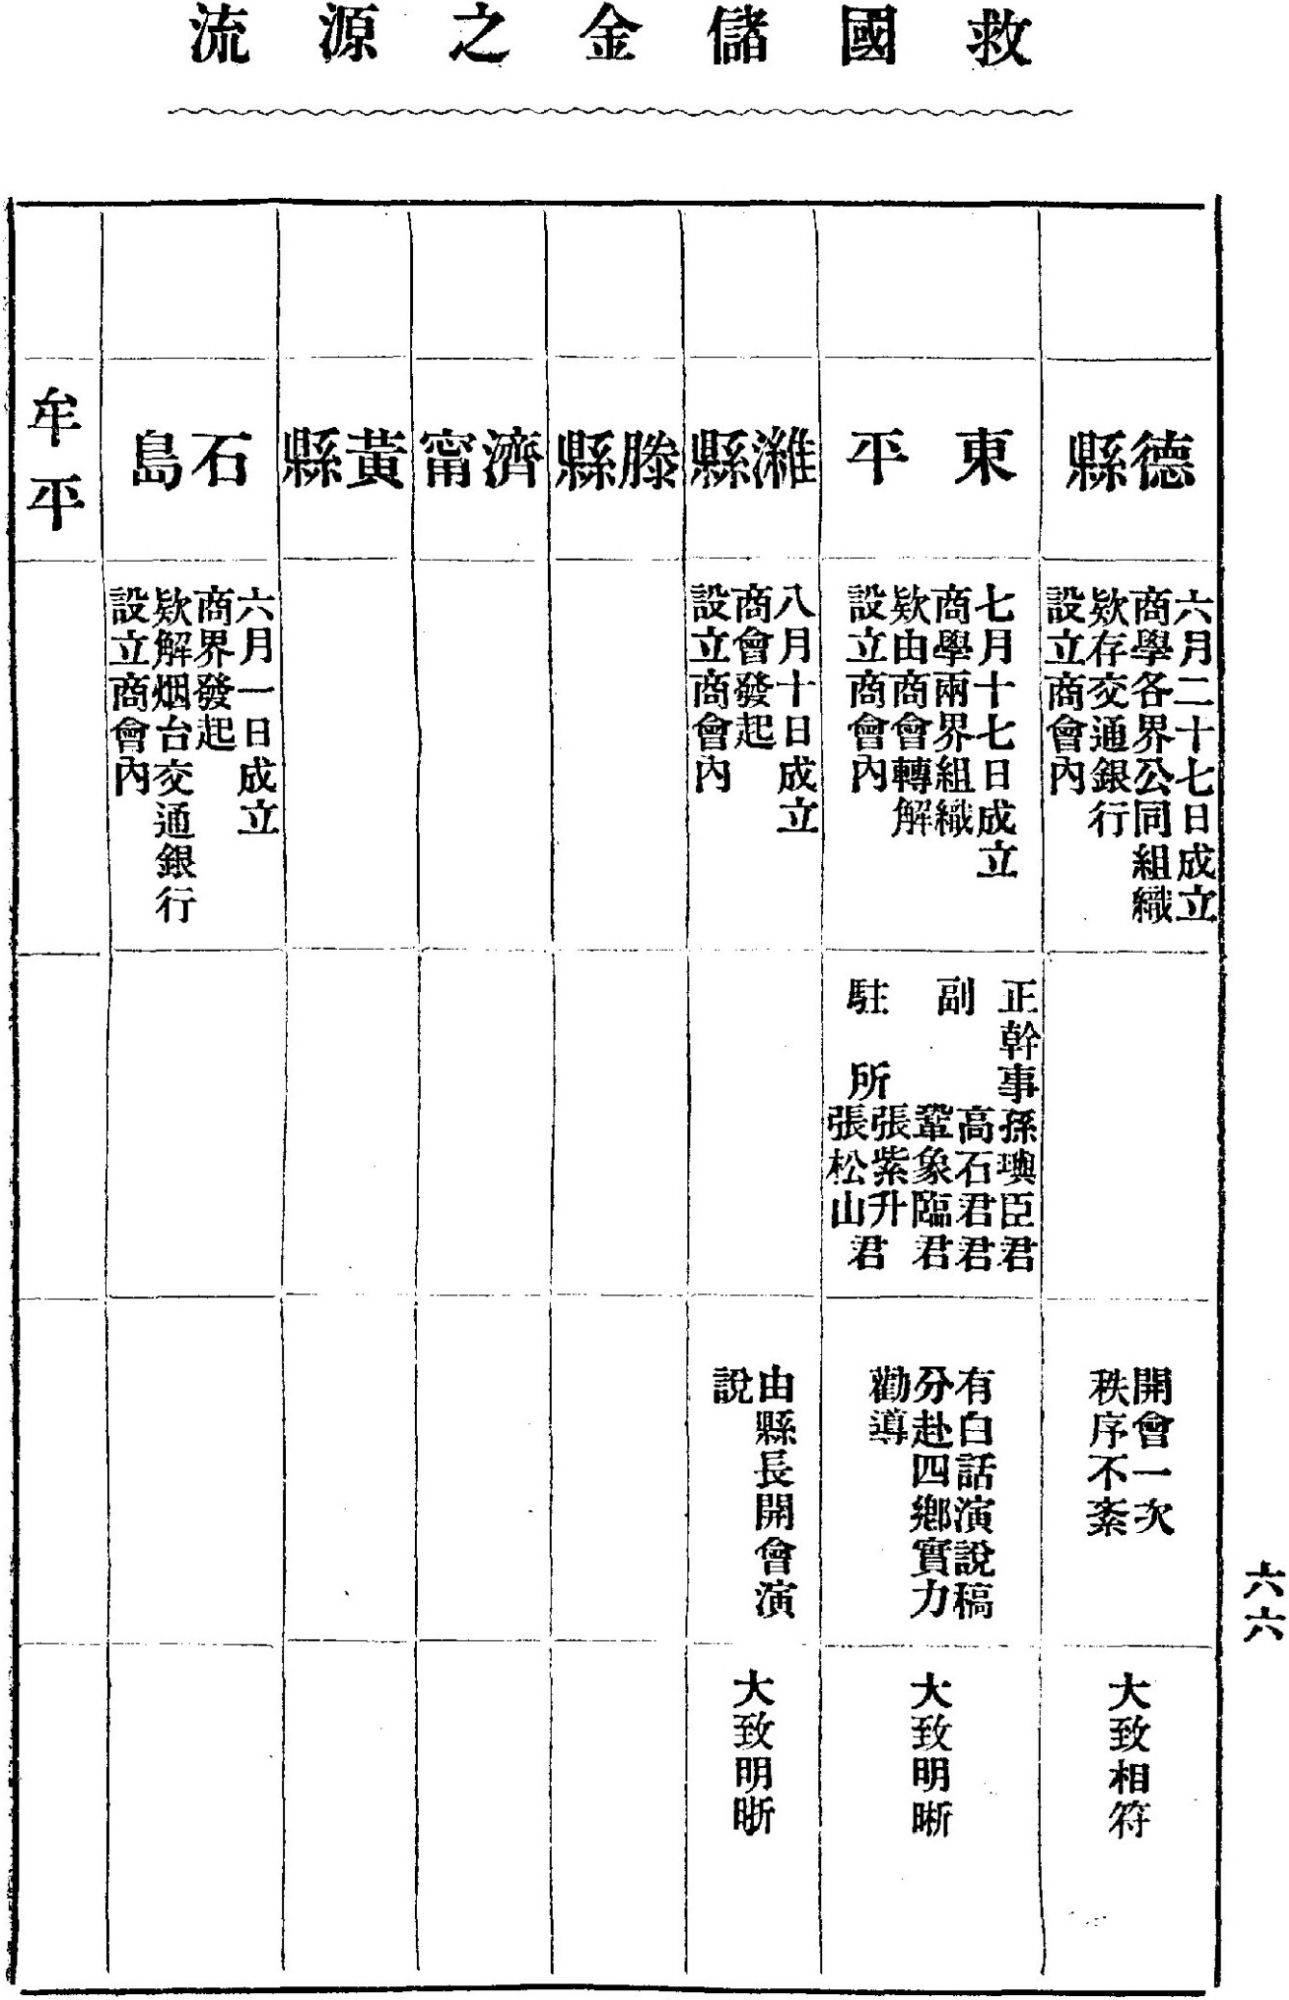 救國儲金之源流
德縣
六月二十七日成立
商學各界公同組織
欵存交通銀行
設立商會內
開會一次
秩序不紊
大致相符
東平
七月十七日成立
商學兩界組織
欵由商會轉解
設立商會內
正幹事孫璵臣君
副 高石君君
鞏象臨君
駐所張紫升君
張松山君
有白話演說稿
分赴四鄉實力
勸導
大致明晰
濰縣
八月十日成立
商會發起
設立商會內
由縣長開會演
說
大致明晰
滕縣
濟甯
黃縣
石島
六月一日成立
商界發起
欵解烟台交通銀行
設立商會內
牟平
六六